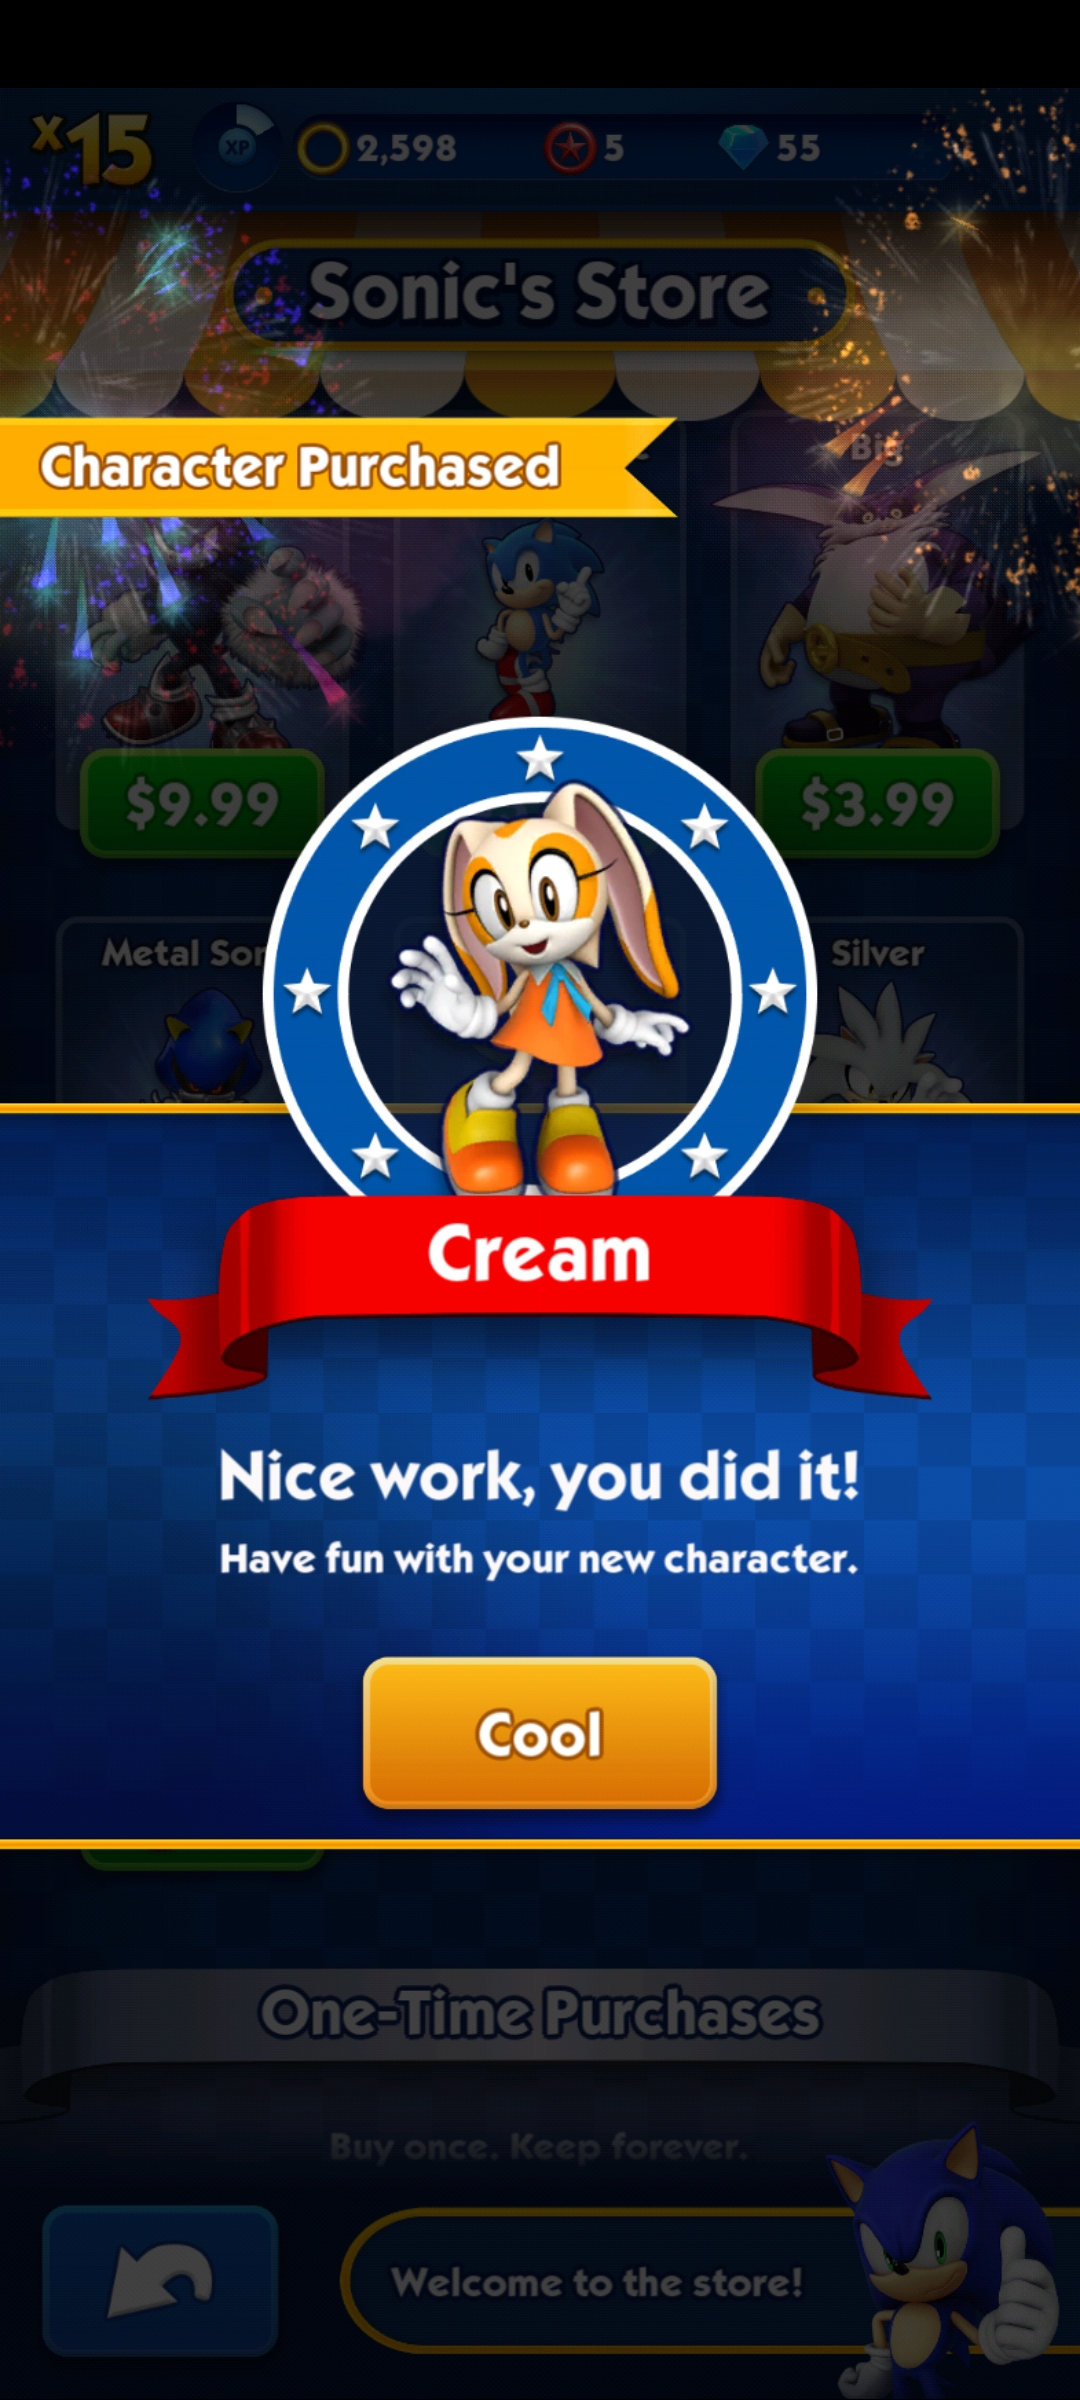 x15
XP
2,598
5
55
Sonic's Store
Character Purchased
Big
$9.99
$3.99
Silver
Cream
Nice work, you did it!
Have fun with your new character.
Cool
One-Time Purchases
Buy once. Keep forever.
Welcome to the store!